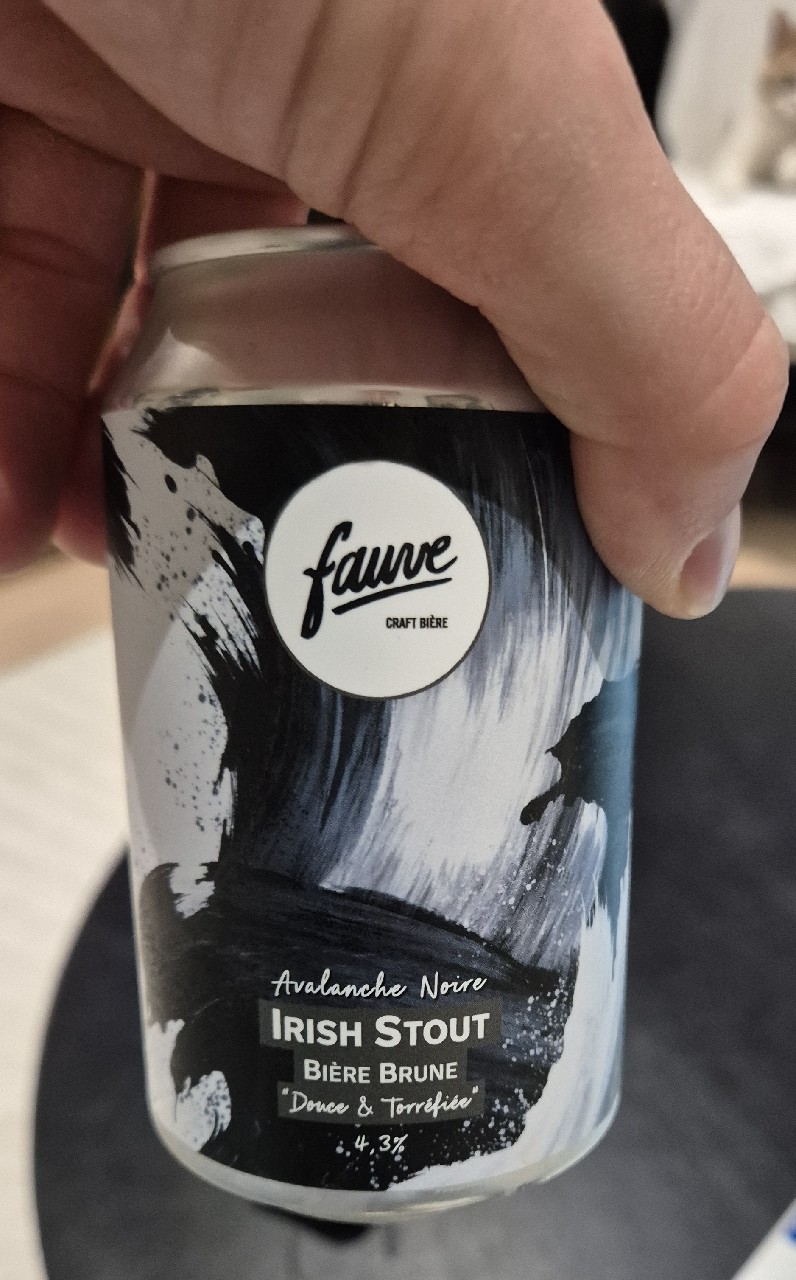 fauve
CRAFT BIÈRE
Avalanche Noire
IRISH STOUT
BIÈRE BRUNE
"Douce & Torréfiée"
4,3%